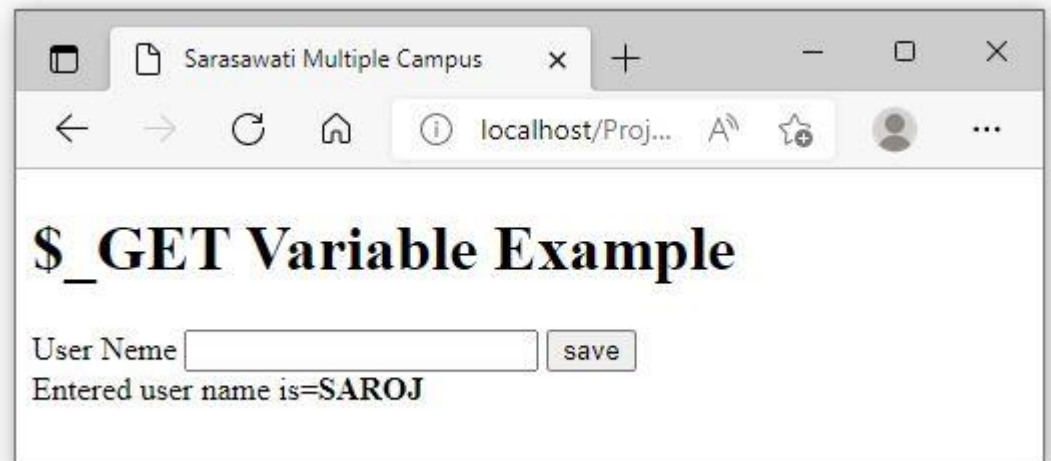 Sarasawati Multiple Campus
localhost/Proj...
$_GET Variable Example
User Neme save
Entered user name is=SAROJ